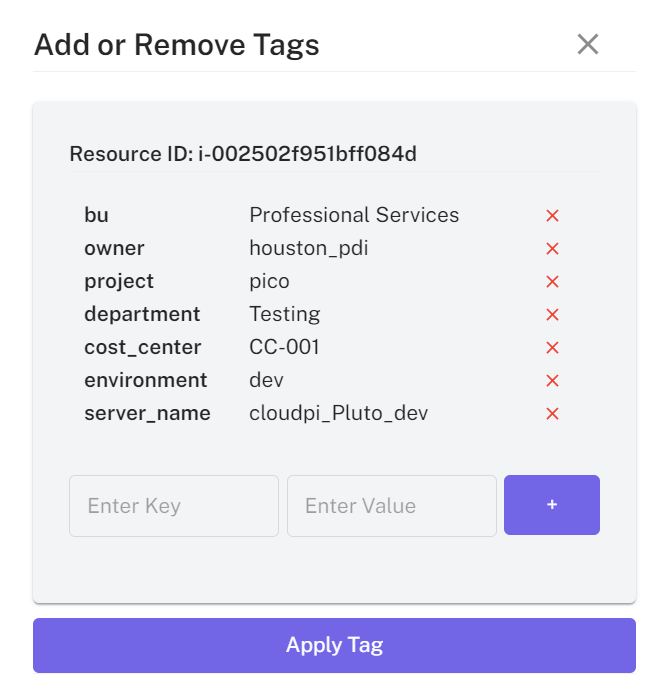 Add or Remove Tags
Resource ID: i-002502f951bff084d
bu Professional Services
owner houston_pdi
project pico
department Testing
cost_center CC-001
environment dev
server_name cloudpi_Pluto_dev
Enter Key Enter Value +
Apply Tag